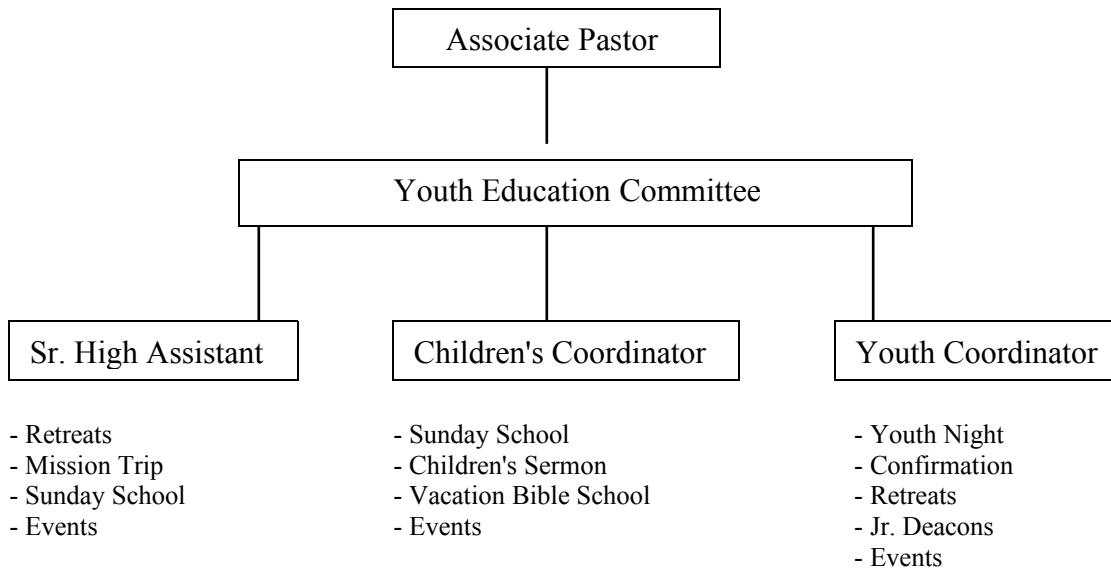 Associate Pastor
Youth Education Committee
Sr. High Assistant
Children's Coordinator
Youth Coordinator
- Retreats
- Mission Trip
- Sunday School
- Events
- Sunday School
- Children's Sermon
- Vacation Bible School
- Events
- Youth Night
- Confirmation
- Retreats
- Jr. Deacons
- Events